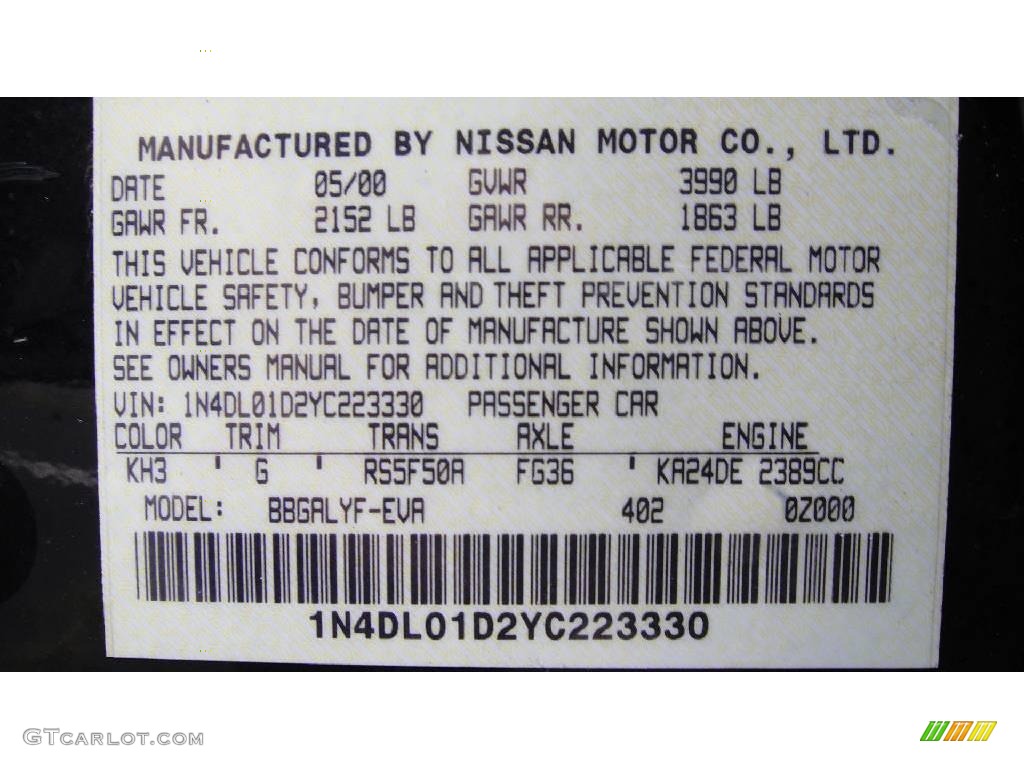 MANUFACTURED BY NISSAN MOTOR CO., LTD.
DATE 05/00 GVWR 3990 LB
GAWR FR. 2152 LB GAWR RR. 1863 LB
THIS VEHICLE CONFORMS TO ALL APPLICABLE FEDERAL MOTOR
VEHICLE SAFETY, BUMPER AND THEFT PREVENTION STANDARDS
IN EFFECT ON THE DATE OF MANUFACTURE SHOWN ABOVE.
SEE OWNERS MANUAL FOR ADDITIONAL INFORMATION.
VIN: 1N4DL01D2YC223330 PASSENGER CAR
COLOR TRIM TRANS AXLE ENGINE
KH3 ' G ' RS5F50A FG36 ' KA24DE 2389CC
MODEL: BBGALYF-EVA 402 0Z000
1N4DL01D2YC223330
GTCARLOT.COM